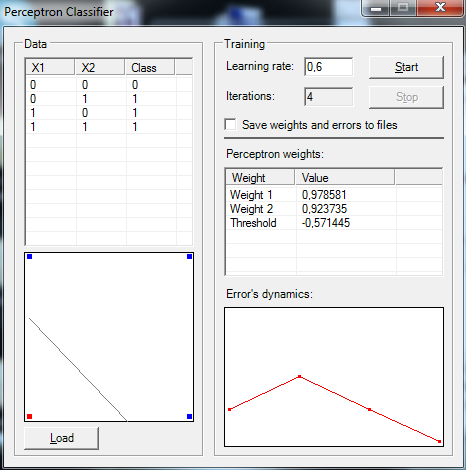 Perceptron Classifier
Data
X1 X2 Class
0 0 0
0 1 1
1 0 1
1 1 1
Load
Training
Learning rate: 0,6 Start
Iterations: 4 Stop
Save weights and errors to files
Perceptron weights:
Weight Value
Weight 1 0,978581
Weight 2 0,923735
Threshold -0,571445
Error's dynamics: